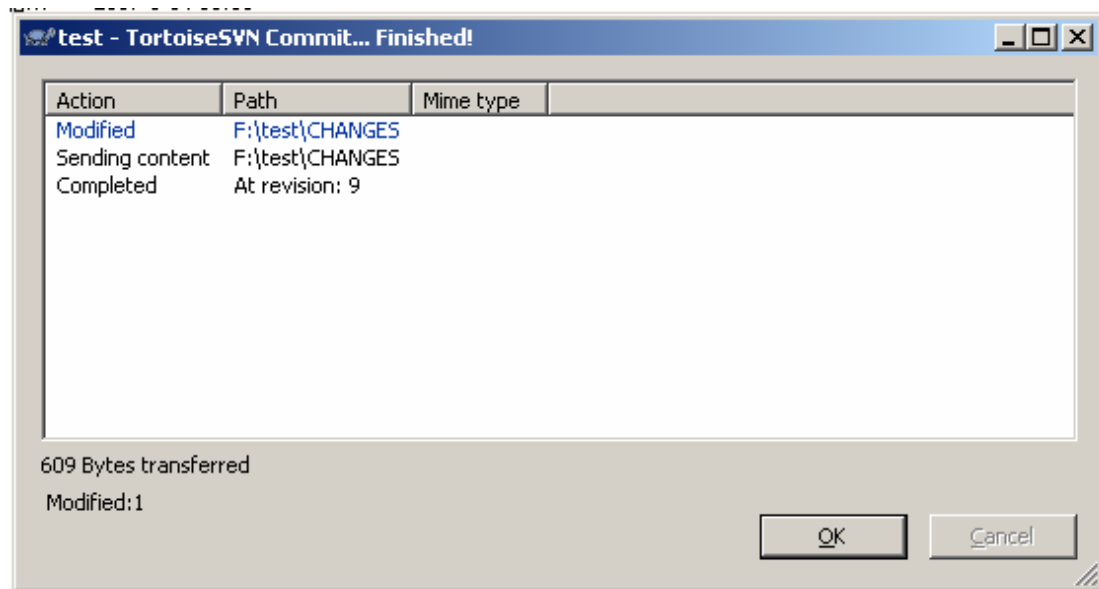 test - TortoiseSVN Commit... Finished!
Action Path Mime type
Modified F:\test\CHANGES
Sending content F:\test\CHANGES
Completed At revision: 9
609 Bytes transferred
Modified:1
OK Cancel